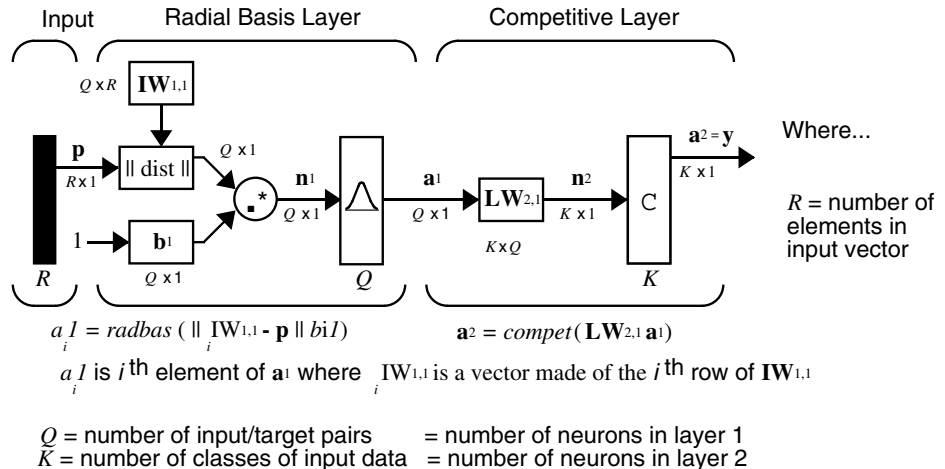 Input Radial Basis Layer Competitive Layer
Q x R IW1,1
p
R x 1
|| dist ||
Q x 1
1
b1
Q x 1
.*
n1
Q x 1
a1
Q x 1
LW2,1
K x Q
n2
K x 1
C
a2 = y
K x 1
R Q K
Where...
R = number of
elements in
input vector
ai1 = radbas ( || iIW1,1 - p || bi1) a2 = compet( LW2,1 a1)
ai1 is i th element of a1 where iIW1,1 is a vector made of the i th row of IW1,1
Q = number of input/target pairs = number of neurons in layer 1
K = number of classes of input data = number of neurons in layer 2